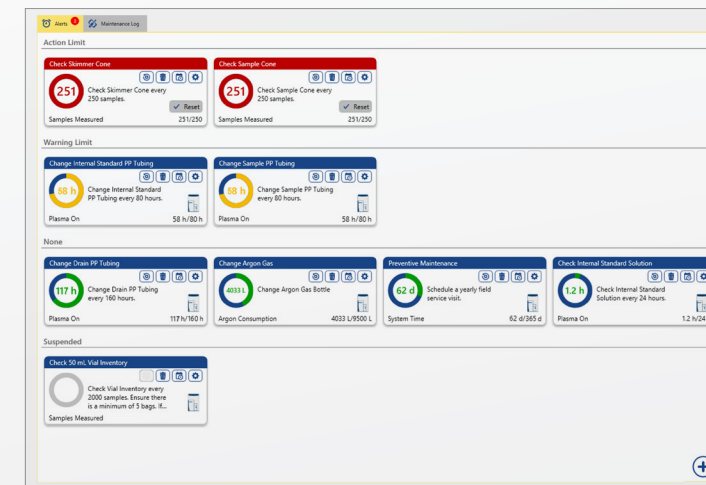 Alerts 2 Maintenance Log
Action Limit
Check Skimmer Cone
251
Check Skimmer Cone every
250 samples.
Reset
Samples Measured 251/250
Check Sample Cone
251
Check Sample Cone every
250 samples.
Reset
Samples Measured 251/250
Warning Limit
Change Internal Standard PP Tubing
58 h
Change Internal Standard
PP Tubing every 80 hours.
Plasma On 58 h/80 h
Change Sample PP Tubing
58 h
Change Sample PP Tubing
every 80 hours.
Plasma On 58 h/80 h
None
Change Drain PP Tubing
117 h
Change Drain PP Tubing
every 160 hours.
Plasma On 117 h/160 h
Change Argon Gas
4033 L
Change Argon Gas Bottle
Argon Consumption 4033 L/9500 L
Preventive Maintenance
62 d
Schedule a yearly field
service visit.
System Time 62 d/365 d
Check Internal Standard Solution
1.2 h
Check Internal Standard
Solution every 24 hours.
Plasma On 1.2 h/24
Suspended
Check 50 mL Vial Inventory
Check Vial Inventory every
2000 samples. Ensure there
is a minimum of 5 bags. If...
Samples Measured